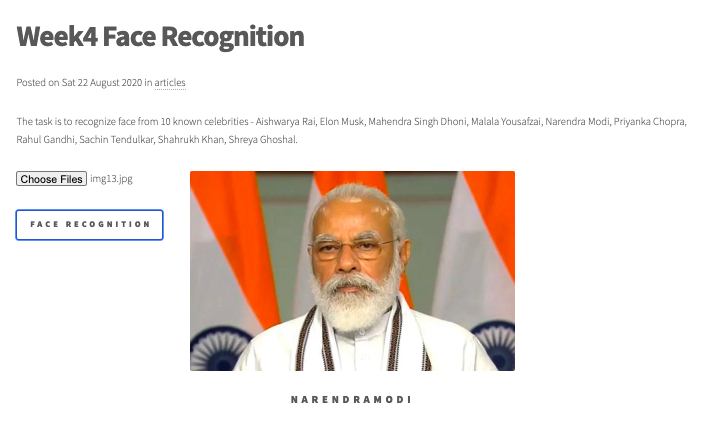 Week4 Face Recognition
Posted on Sat 22 August 2020 in articles
The task is to recognize face from 10 known celebrities - Aishwarya Rai, Elon Musk, Mahendra Singh Dhoni, Malala Yousafzai, Narendra Modi, Priyanka Chopra,
Rahul Gandhi, Sachin Tendulkar, Shahrukh Khan, Shreya Ghoshal.
Choose Files img13.jpg
FACE RECOGNITION
NARENDRAMODI